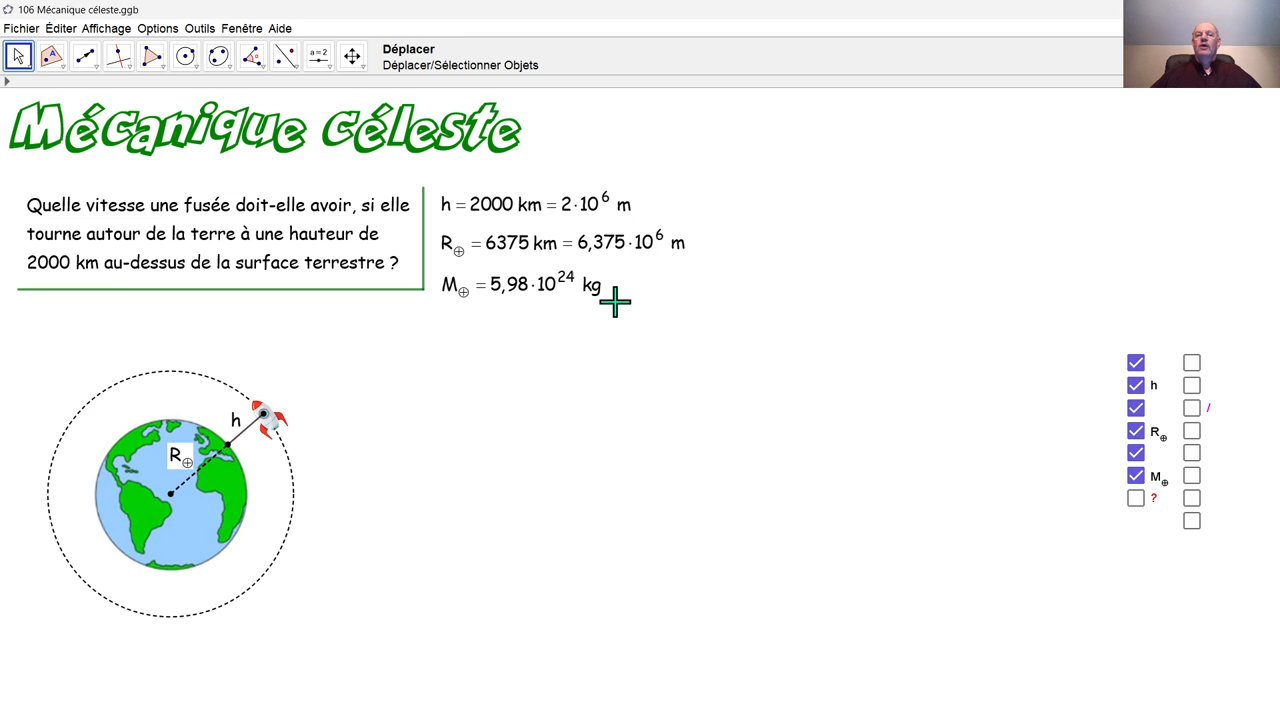 106 Mécanique céleste.ggb
Fichier Éditer Affichage Options Outils Fenêtre Aide
A
a=2
Déplacer
Déplacer/Sélectionner Objets
Mécanique céleste
Quelle vitesse une fusée doit-elle avoir, si elle
tourne autour de la terre à une hauteur de
2000 km au-dessus de la surface terrestre ?
h = 2000 km = 2·10⁶ m
R⊕ = 6375 km = 6,375·10⁶ m
M⊕ = 5,98·10²⁴ kg
h
R⊕
h
/
R⊕
M⊕
?